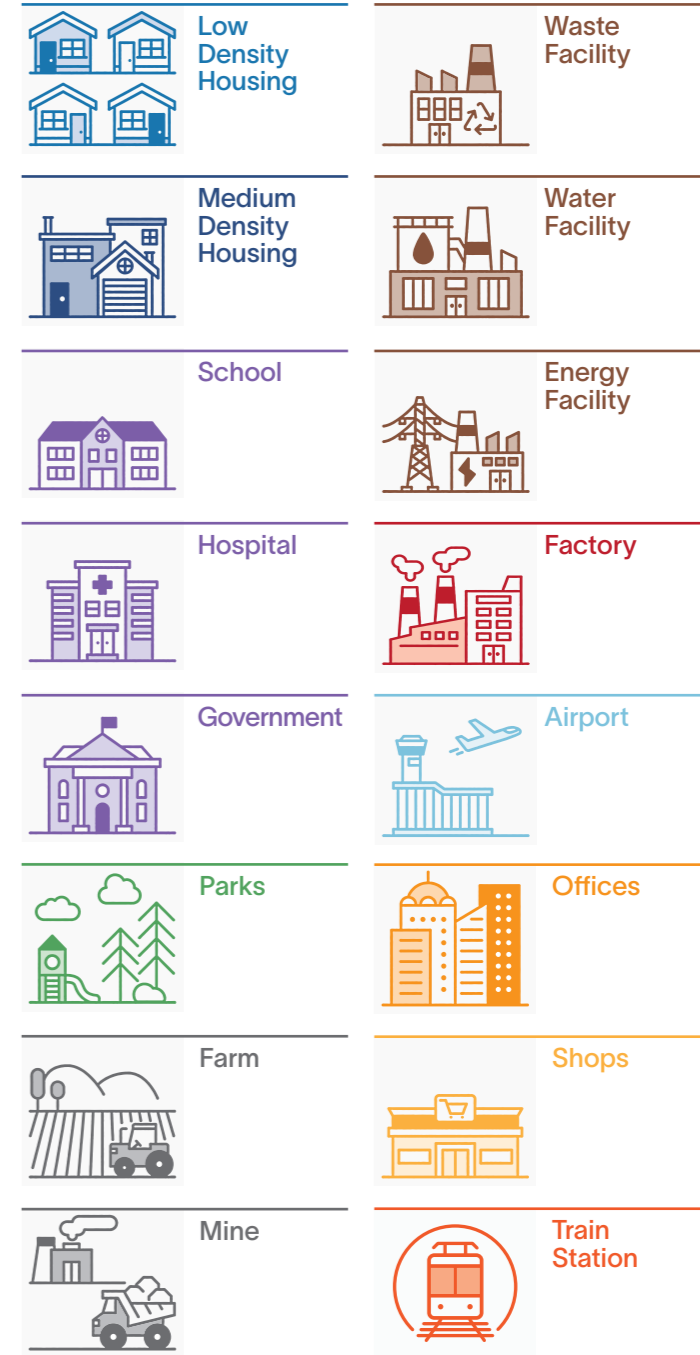 Low
Density
Housing
Waste
Facility
Medium
Density
Housing
Water
Facility
School
Energy
Facility
Hospital
Factory
Government
Airport
Parks
Offices
Farm
Shops
Mine
Train
Station